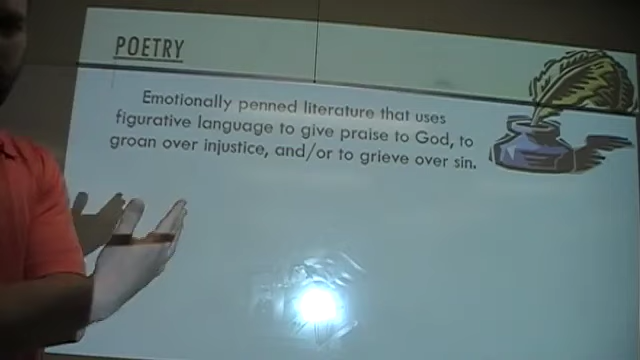 POETRY
Emotionally penned literature that uses
figurative language to give praise to God, to
groan over injustice, and/or to grieve over sin.